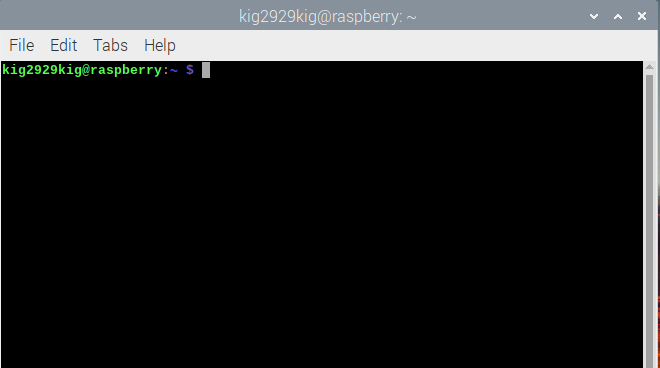 kig2929kig@raspberry: ~
File Edit Tabs Help
kig2929kig@raspberry:~ $